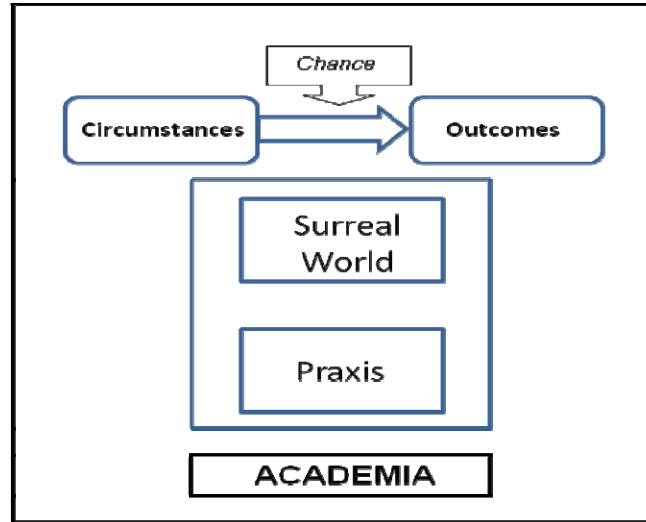 Chance
Circumstances
Outcomes
Surreal
World
Praxis
ACADEMIA